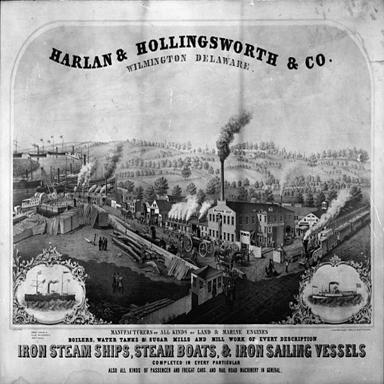 HARLAN & HOLLINGSWORTH & CO.
WILMINGTON DELAWARE.
MANUFACTURERS OF ALL KINDS OF LAND & MARINE ENGINES
BOILERS, WATER TANKS & SUGAR MILLS AND MILL WORK OF EVERY DESCRIPTION
IRON STEAM SHIPS, STEAM BOATS, & IRON SAILING VESSELS
COMPLETED IN EVERY PARTICULAR
ALSO ALL KINDS OF PASSENGER AND FREIGHT CARS AND RAIL ROAD MACHINERY IN GENERAL.